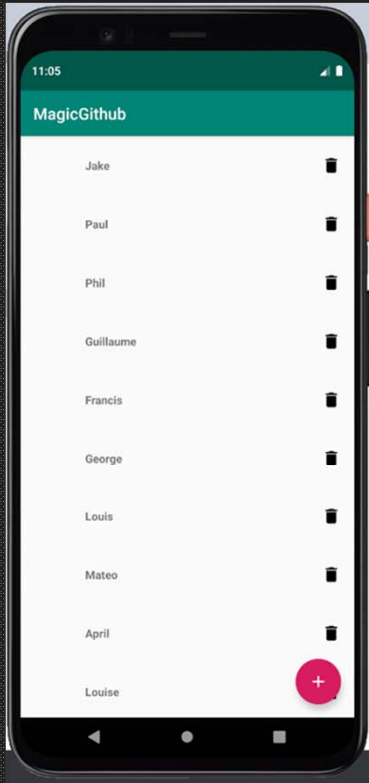 11:05
MagicGithub
Jake
Paul
Phil
Guillaume
Francis
George
Louis
Mateo
April
Louise